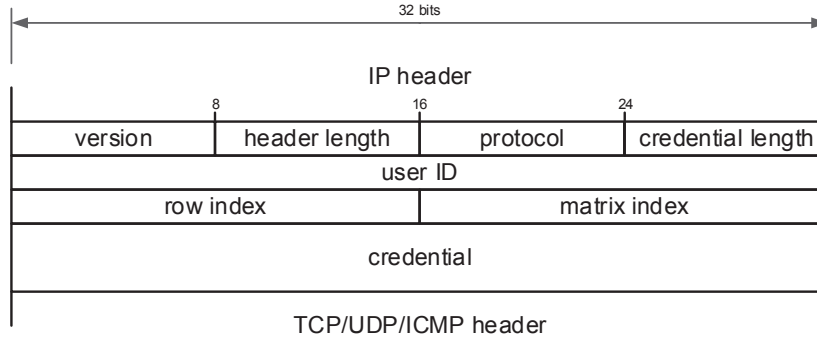 32 bits
IP header
8 16 24
version header length protocol credential length
user ID
row index matrix index
credential
TCP/UDP/ICMP header